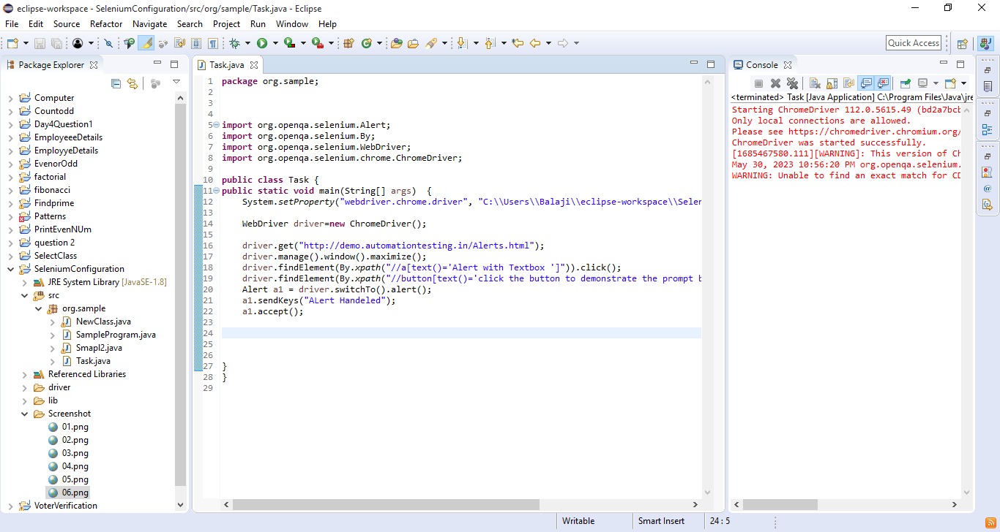 eclipse-workspace - SeleniumConfiguration/src/org/sample/Task.java - Eclipse
File Edit Source Refactor Navigate Search Project Run Window Help
Quick Access
Package Explorer
Computer
Countodd
Day4Question1
EmployeeeDetails
EmployyeDetails
EvenorOdd
factorial
fibonacci
Findprime
Patterns
PrintEvenNUm
question 2
SelectClass
SeleniumConfiguration
JRE System Library [JavaSE-1.8]
src
org.sample
NewClass.java
SampleProgram.java
Smapl2.java
Task.java
Referenced Libraries
driver
lib
Screenshot
01.png
02.png
03.png
04.png
05.png
06.png
VoterVerification
Task.java
1 package org.sample;
2
3
4
5 import org.openqa.selenium.Alert;
6 import org.openqa.selenium.By;
7 import org.openqa.selenium.WebDriver;
8 import org.openqa.selenium.chrome.ChromeDriver;
9
10 public class Task {
11 public static void main(String[] args)  {
12 System.setProperty("webdriver.chrome.driver", "C:\\Users\\Balaji\\eclipse-workspace\\Selen
13
14 WebDriver driver=new ChromeDriver();
15
16 driver.get("http://demo.automationtesting.in/Alerts.html");
17 driver.manage().window().maximize();
18 driver.findElement(By.xpath("//a[text()='Alert with Textbox ']")).click();
19 driver.findElement(By.xpath("//button[text()='click the button to demonstrate the prompt b
20 Alert a1 = driver.switchTo().alert();
21 a1.sendKeys("ALert Handeled");
22 a1.accept();
23
24
25
26
27 }
28 }
29
Console
<terminated> Task [Java Application] C:\Program Files\Java\jre
Starting ChromeDriver 112.0.5615.49 (bd2a7bcb
Only local connections are allowed.
Please see https://chromedriver.chromium.org/
ChromeDriver was started successfully.
[1685467580.111][WARNING]: This version of Ch
May 30, 2023 10:56:20 PM org.openqa.selenium.
WARNING: Unable to find an exact match for CD
Writable Smart Insert 24 : 5